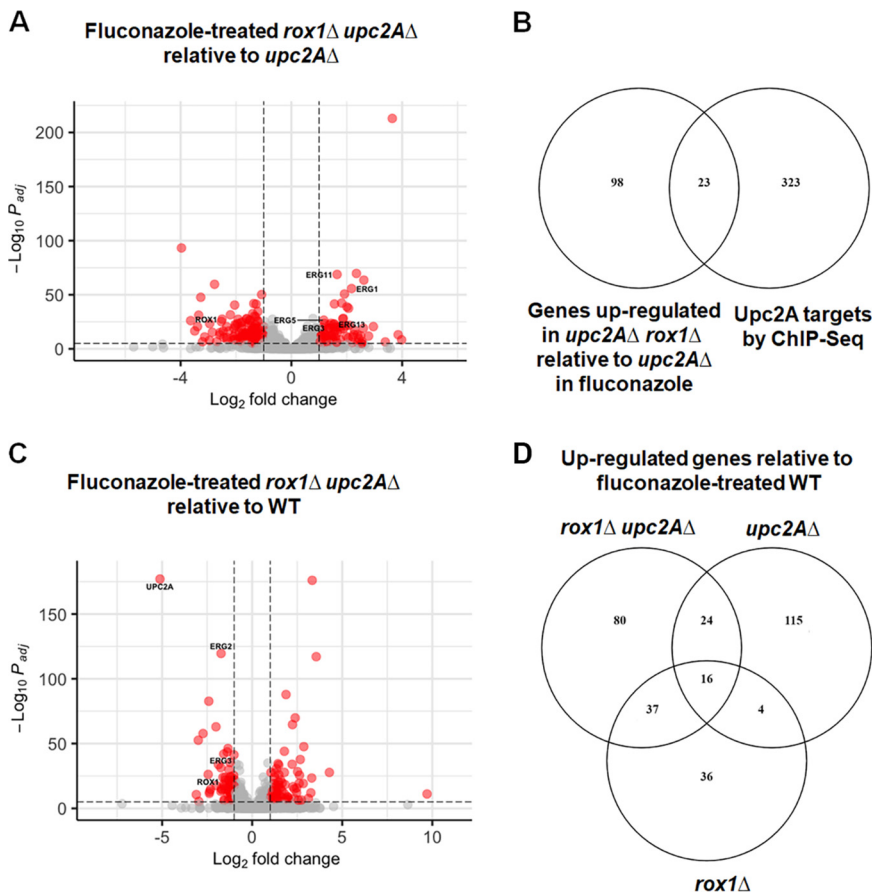 A
Fluconazole-treated rox1Δ upc2AΔ
relative to upc2AΔ
200
150
100
50
0
−Log10 Padj
ERG11
ERG1
ROX1
ERG5
ERG3
ERG13
-4
0
4
Log2 fold change
B
98
23
323
Genes up-regulated
in upc2AΔ rox1Δ
relative to upc2AΔ
in fluconazole
Upc2A targets
by ChIP-Seq
C
Fluconazole-treated rox1Δ upc2AΔ
relative to WT
150
100
50
0
−Log10 Padj
UPC2A
ERG2
ERG3
ROX1
-5
0
5
10
Log2 fold change
D
Up-regulated genes relative to
fluconazole-treated WT
rox1Δ upc2AΔ
upc2AΔ
80
24
115
16
37
4
36
rox1Δ